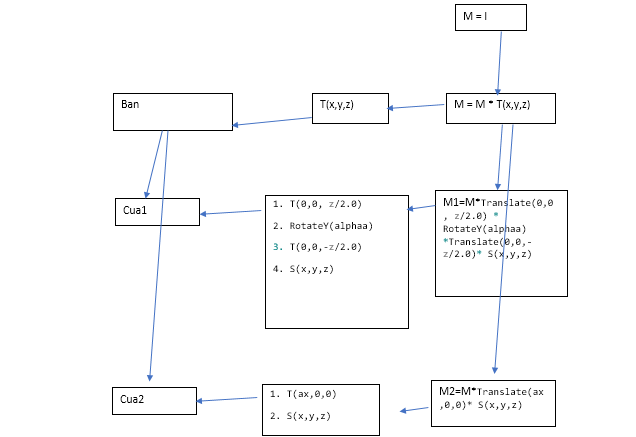 M = I
Ban
T(x,y,z)
M = M * T(x,y,z)
Cua1
1. T(0,0, z/2.0)
2. RotateY(alphaa)
3. T(0,0,-z/2.0)
4. S(x,y,z)
M1=M*Translate(0,0
, z/2.0) *
RotateY(alphaa)
*Translate(0,0,-
z/2.0)* S(x,y,z)
Cua2
1. T(ax,0,0)
2. S(x,y,z)
M2=M*Translate(ax
,0,0)* S(x,y,z)